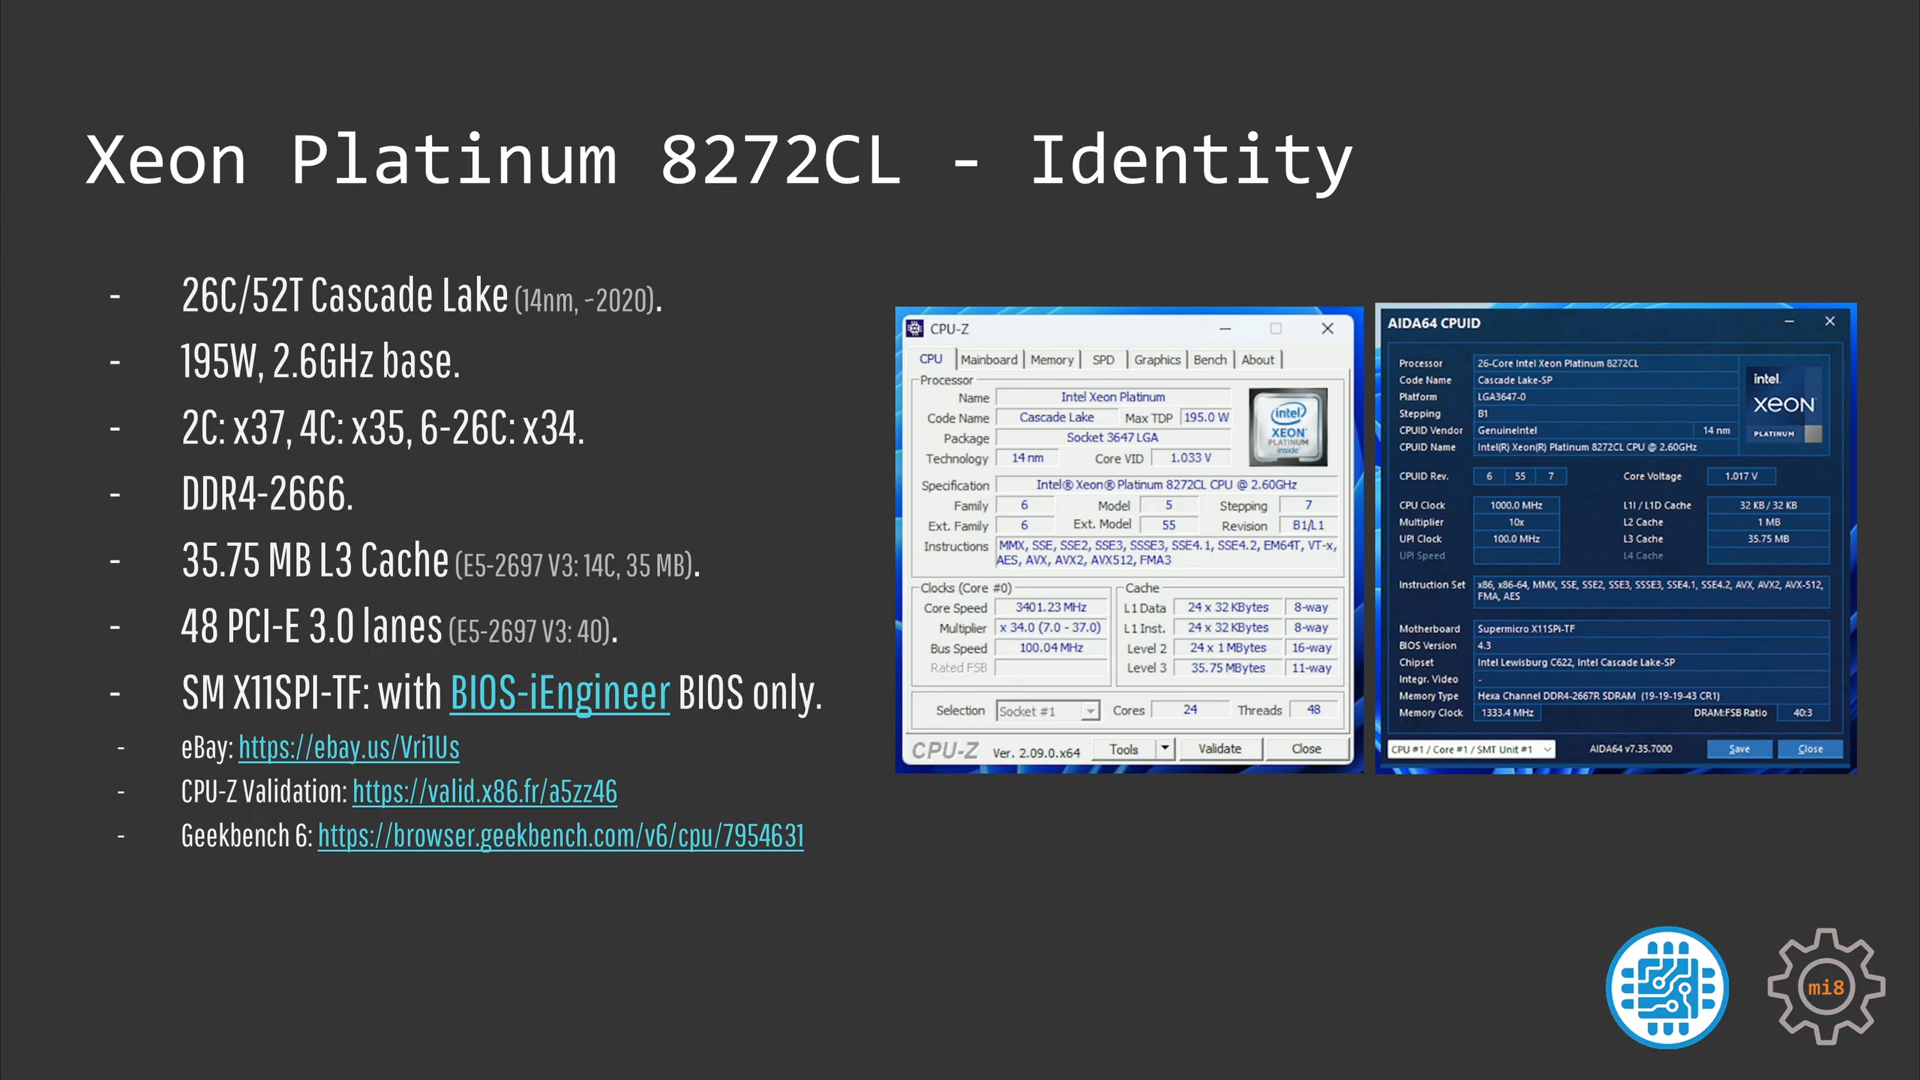 Xeon Platinum 8272CL - Identity
- 26C/52T Cascade Lake (14nm, ~2020).
- 195W, 2.6GHz base.
- 2C: x37, 4C: x35, 6-26C: x34.
- DDR4-2666.
- 35.75 MB L3 Cache (E5-2697 V3: 14C, 35 MB).
- 48 PCI-E 3.0 lanes (E5-2697 V3: 40).
- SM X11SPI-TF: with BIOS-iEngineer BIOS only.
- eBay: https://ebay.us/Vri1Us
- CPU-Z Validation: https://valid.x86.fr/a5zz46
- Geekbench 6: https://browser.geekbench.com/v6/cpu/7954631
CPU-Z
CPU Mainboard Memory SPD Graphics Bench About
Processor
Name Intel Xeon Platinum
Code Name Cascade Lake Max TDP 195.0 W
Package Socket 3647 LGA
Technology 14 nm Core VID 1.033 V
intel XEON PLATINUM inside
Specification Intel® Xeon® Platinum 8272CL CPU @ 2.60GHz
Family 6 Model 5 Stepping 7
Ext. Family 6 Ext. Model 55 Revision B1/L1
Instructions MMX, SSE, SSE2, SSE3, SSSE3, SSE4.1, SSE4.2, EM64T, VT-x,
AES, AVX, AVX2, AVX512, FMA3
Clocks (Core #0)
Core Speed 3401.23 MHz
Multiplier x 34.0 (7.0 - 37.0)
Bus Speed 100.04 MHz
Rated FSB
Cache
L1 Data 24 x 32 KBytes 8-way
L1 Inst. 24 x 32 KBytes 8-way
Level 2 24 x 1 MBytes 16-way
Level 3 35.75 MBytes 11-way
Selection Socket #1 Cores 24 Threads 48
CPU-Z Ver. 2.09.0.x64 Tools Validate Close
AIDA64 CPUID
Processor 26-Core Intel Xeon Platinum 8272CL
Code Name Cascade Lake-SP
Platform LGA3647-0
Stepping B1
CPUID Vendor GenuineIntel 14 nm
CPUID Name Intel(R) Xeon(R) Platinum 8272CL CPU @ 2.60GHz
intel.
XEON
PLATINUM
CPUID Rev. 6 55 7 Core Voltage 1.017 V
CPU Clock 1000.0 MHz L1I / L1D Cache 32 KB / 32 KB
Multiplier 10x L2 Cache 1 MB
UPI Clock 100.0 MHz L3 Cache 35.75 MB
UPI Speed L4 Cache
Instruction Set x86, x86-64, MMX, SSE, SSE2, SSE3, SSSE3, SSE4.1, SSE4.2, AVX, AVX2, AVX-512,
FMA, AES
Motherboard Supermicro X11SPi-TF
BIOS Version 4.3
Chipset Intel Lewisburg C622, Intel Cascade Lake-SP
Integr. Video -
Memory Type Hexa Channel DDR4-2667R SDRAM (19-19-19-43 CR1)
Memory Clock 1333.4 MHz DRAM:FSB Ratio 40:3
CPU #1 / Core #1 / SMT Unit #1 AIDA64 v7.35.7000 Save Close
mi8